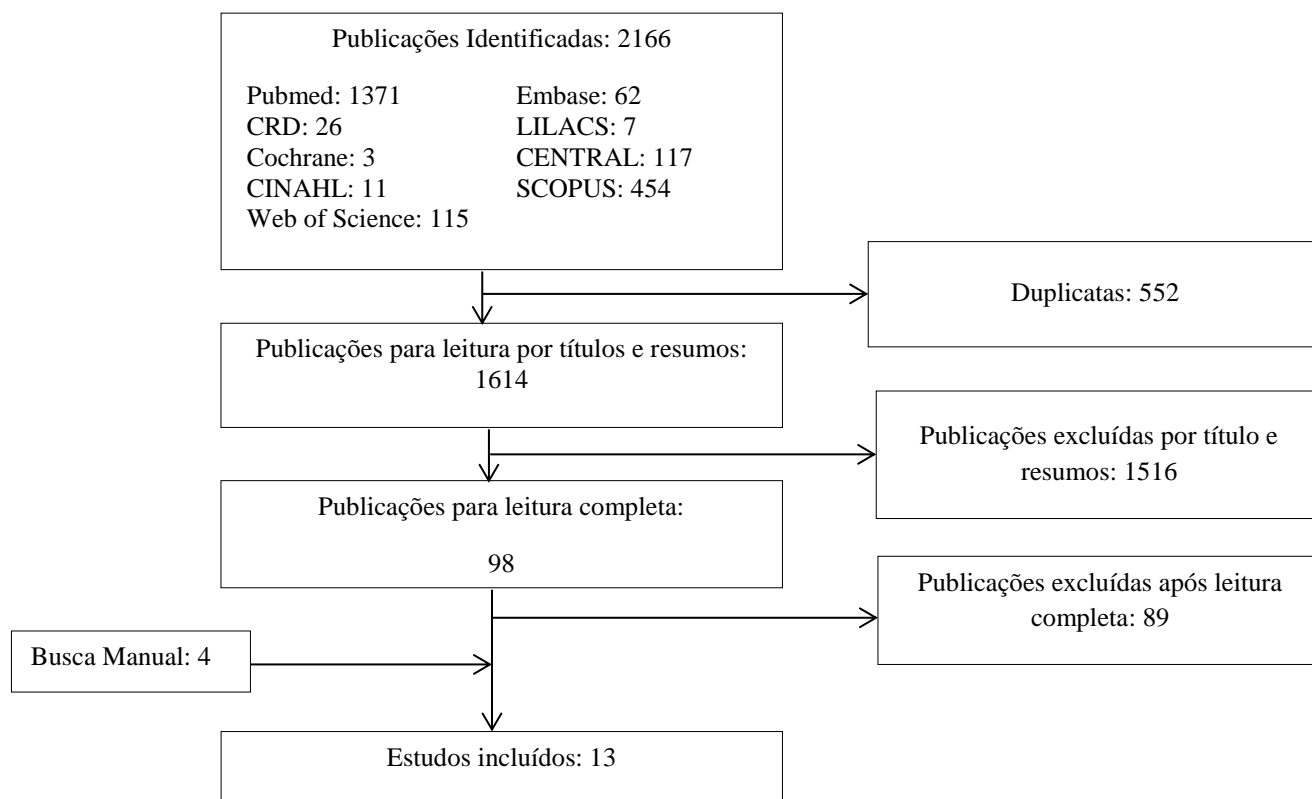 Publicações Identificadas: 2166
Pubmed: 1371
Embase: 62
CRD: 26
LILACS: 7
Cochrane: 3
CENTRAL: 117
CINAHL: 11
SCOPUS: 454
Web of Science: 115
Duplicatas: 552
Publicações para leitura por títulos e resumos:
1614
Publicações excluídas por título e
resumos: 1516
Publicações para leitura completa:
98
Publicações excluídas após leitura
completa: 89
Busca Manual: 4
Estudos incluídos: 13